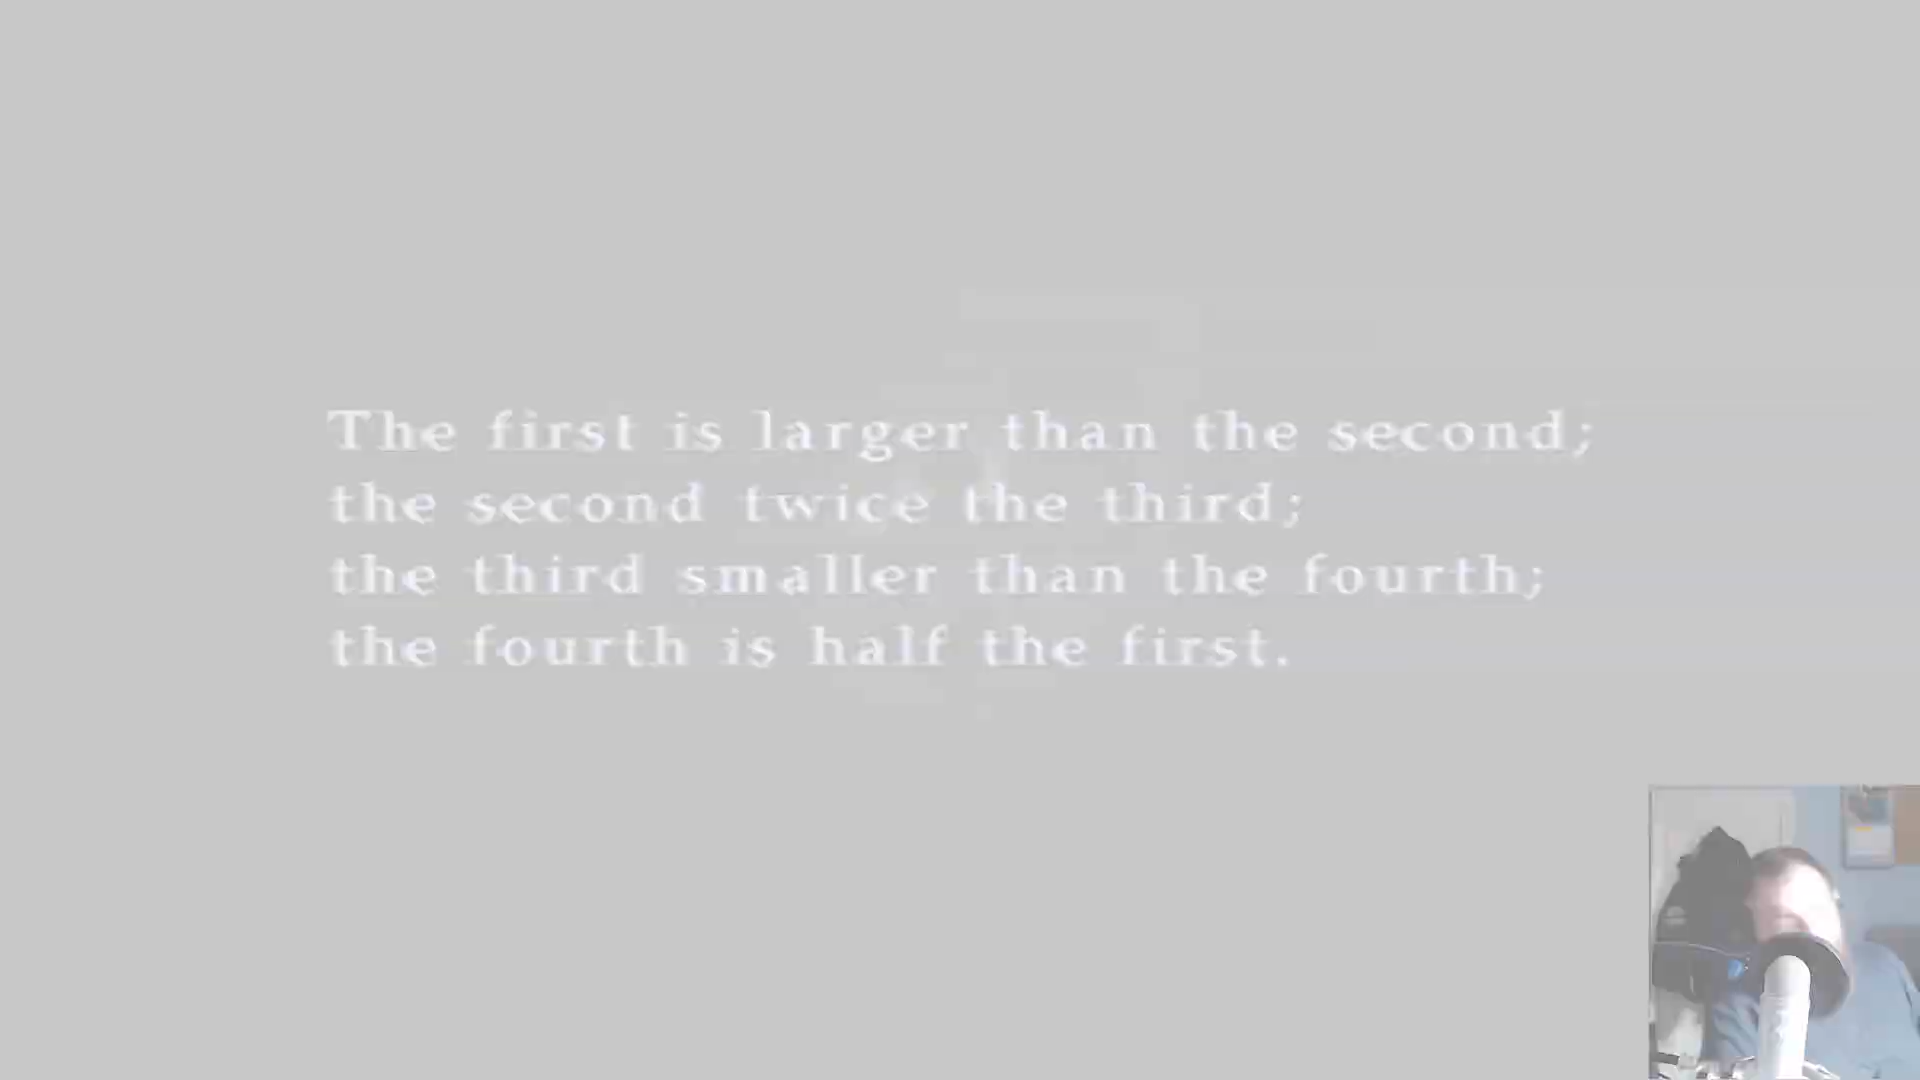 The first is larger than the second;
the second twice the third;
the third smaller than the fourth;
the fourth is half the first.